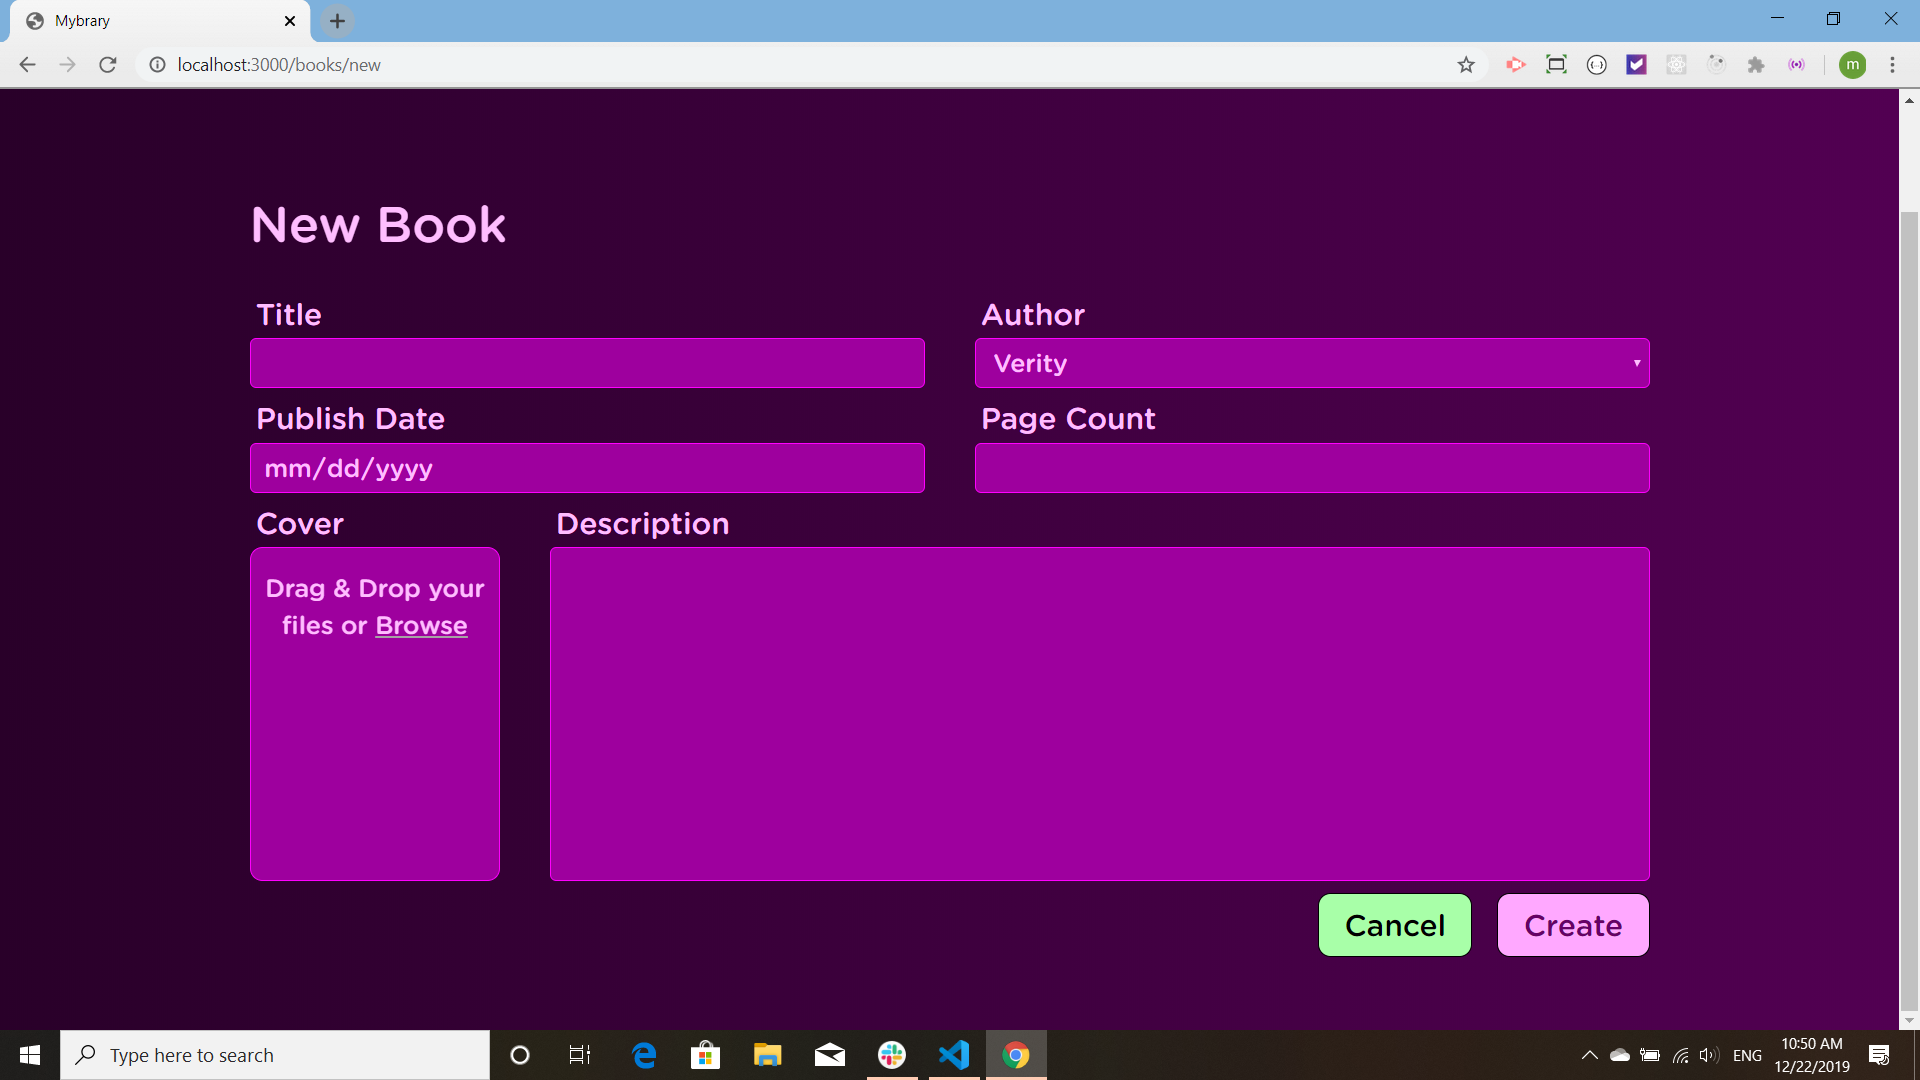 Mybrary
localhost:3000/books/new
m
New Book
Title
Author
Verity
Publish Date
Page Count
mm/dd/yyyy
Cover
Description
Drag & Drop your
files or Browse
Cancel
Create
Type here to search
ENG
10:50 AM
12/22/2019